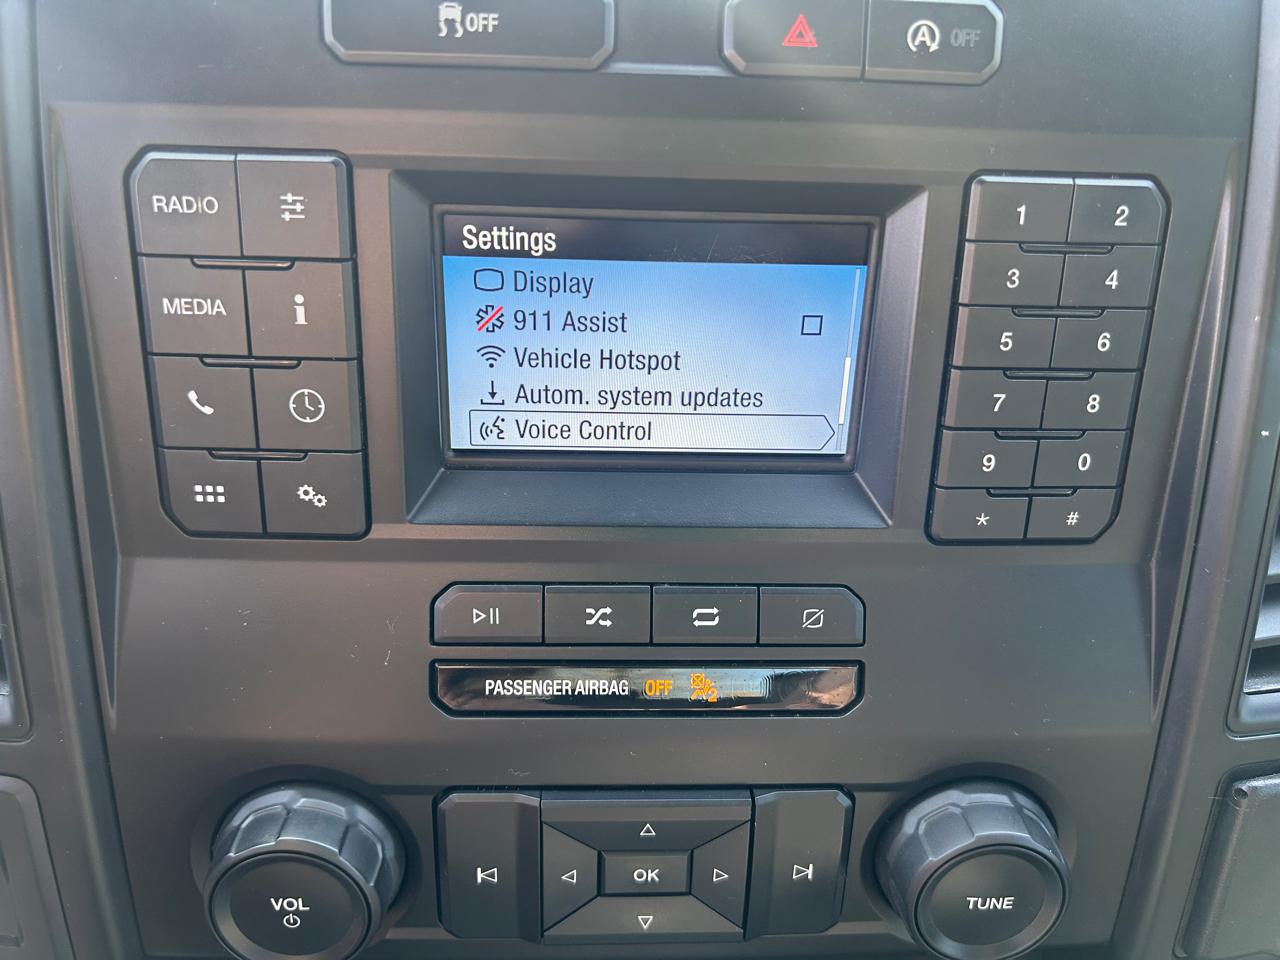 OFF
A OFF
RADIO
MEDIA
Settings
Display
911 Assist
Vehicle Hotspot
Autom. system updates
Voice Control
1 2
3 4
5 6
7 8
9 0
* #
PASSENGER AIRBAG OFF 2
VOL
OK
TUNE